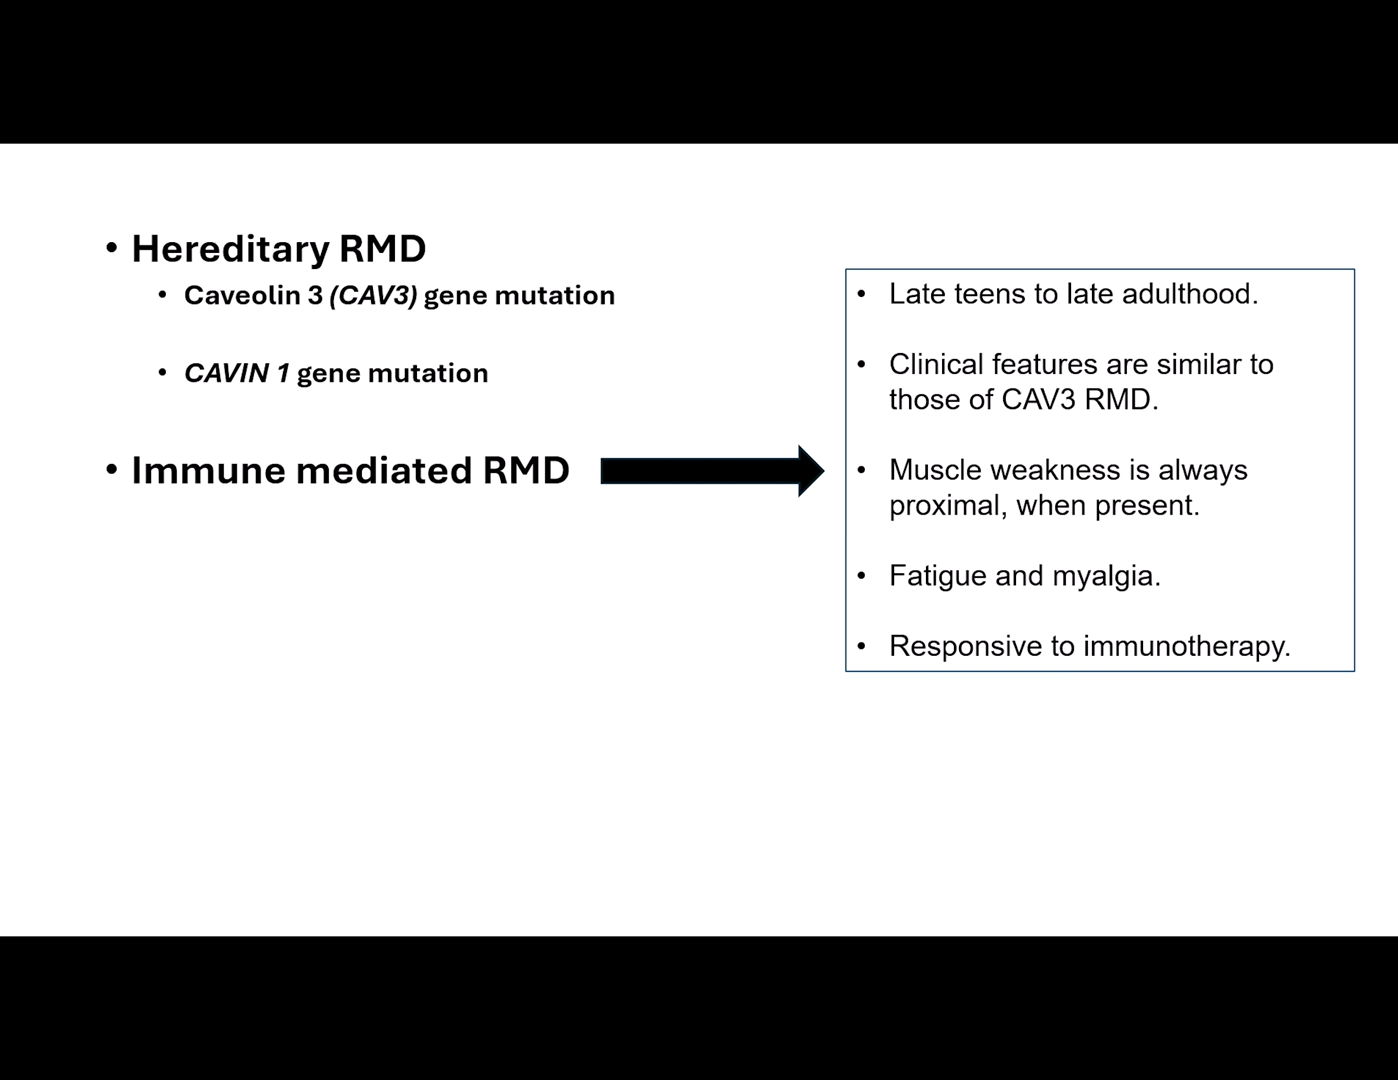 • Hereditary RMD
• Caveolin 3 (CAV3) gene mutation
• CAVIN 1 gene mutation
• Immune mediated RMD
• Late teens to late adulthood.
• Clinical features are similar to
those of CAV3 RMD.
• Muscle weakness is always
proximal, when present.
• Fatigue and myalgia.
• Responsive to immunotherapy.